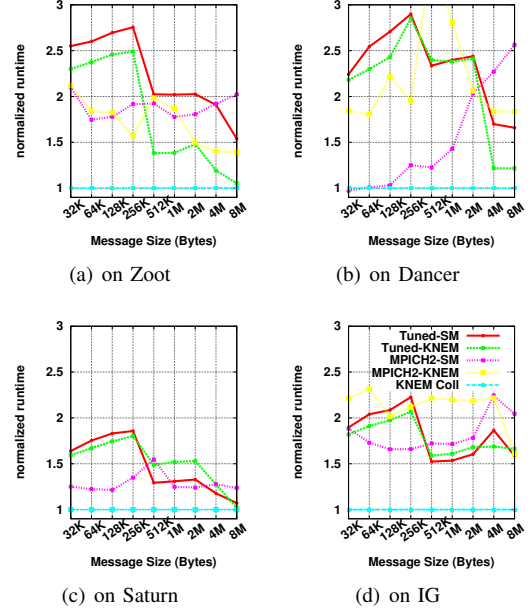 3
2.5
2
1.5
1
normalized runtime
32K 64K 128K 256K 512K 1M 2M 4M 8M
Message Size (Bytes)
(a) on Zoot
3
2.5
2
1.5
1
normalized runtime
32K 64K 128K 256K 512K 1M 2M 4M 8M
Message Size (Bytes)
(b) on Dancer
3
2.5
2
1.5
1
normalized runtime
32K 64K 128K 256K 512K 1M 2M 4M 8M
Message Size (Bytes)
(c) on Saturn
3
2.5
2
1.5
1
normalized runtime
Tuned-SM
Tuned-KNEM
MPICH2-SM
MPICH2-KNEM
KNEM Coll
32K 64K 128K 256K 512K 1M 2M 4M 8M
Message Size (Bytes)
(d) on IG